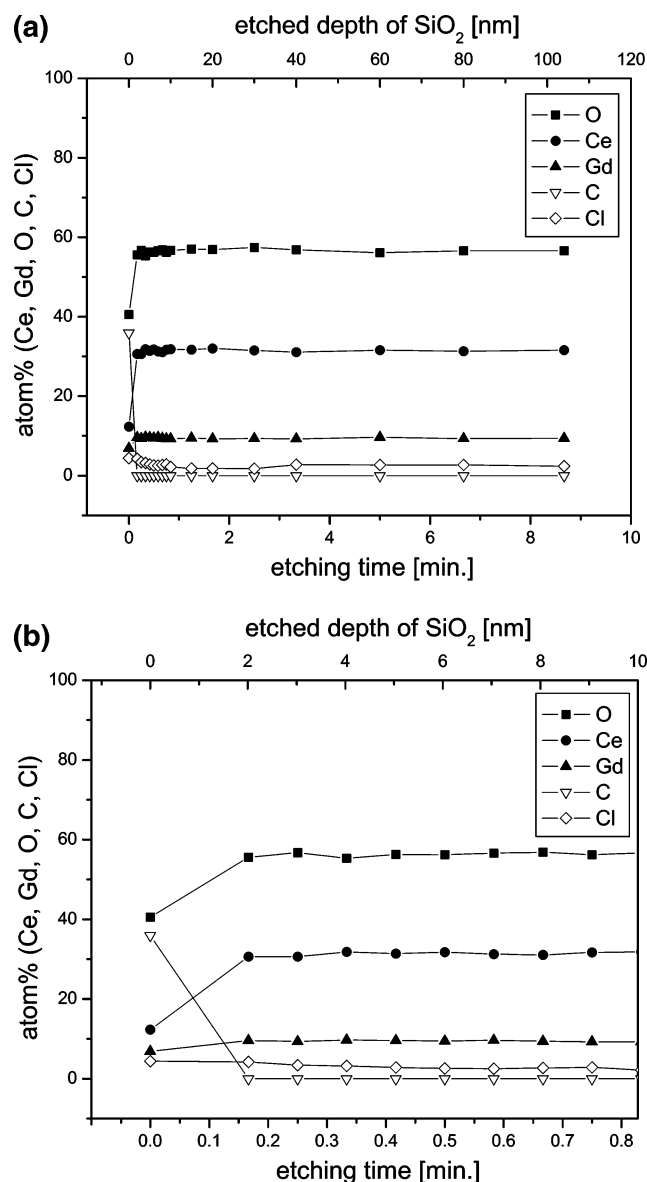 (a)
etched depth of SiO₂ [nm]
0 20 40 60 80 100 120
atom% (Ce, Gd, O, C, Cl)
100
80
60
40
20
0
O
Ce
Gd
C
Cl
0 2 4 6 8 10
etching time [min.]
(b)
etched depth of SiO₂ [nm]
0 2 4 6 8 10
atom% (Ce, Gd, O, C, Cl)
100
80
60
40
20
0
O
Ce
Gd
C
Cl
0.0 0.1 0.2 0.3 0.4 0.5 0.6 0.7 0.8
etching time [min.]